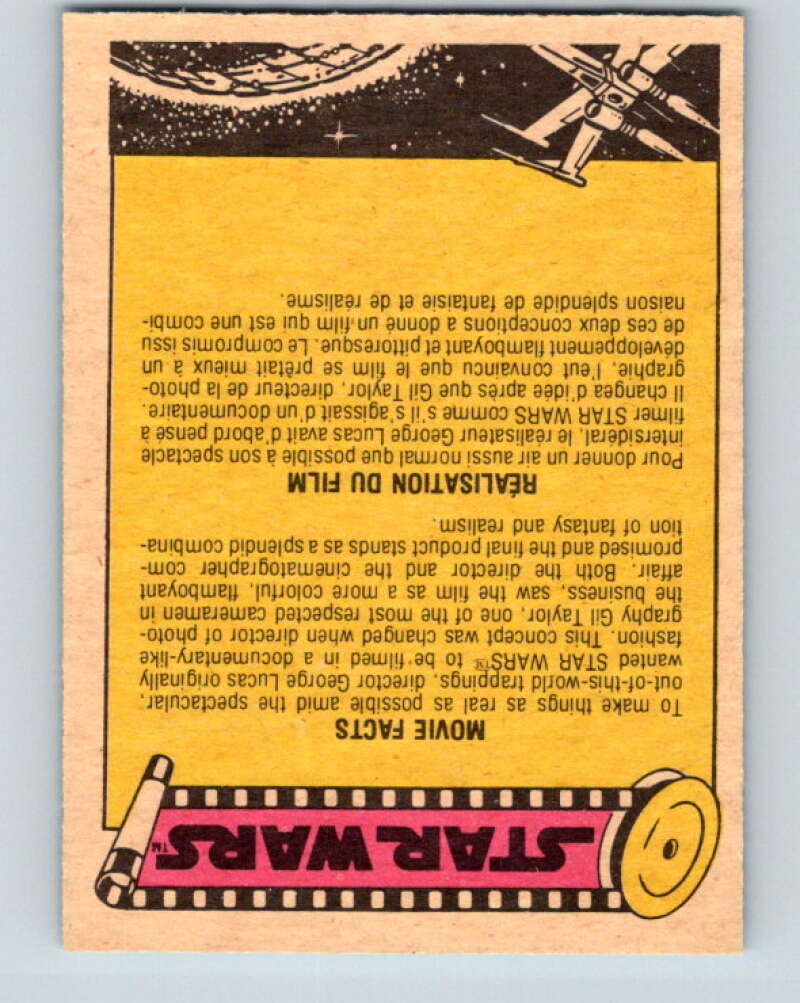 STAR WARS™
MOVIE FACTS
To make things as real as possible amid the spectacular,
out-of-this-world trappings, director George Lucas originally
wanted STAR WARS™ to be filmed in a documentary-like
fashion. This concept was changed when director of photo-
graphy Gil Taylor, one of the most respected cameramen in
the business, saw the film as a more colorful, flamboyant
affair. Both the director and the cinematographer com-
promised and the final product stands as a splendid combina-
tion of fantasy and realism.
RÉALISATION DU FILM
Pour donner un air aussi normal que possible à son spectacle
intersidéral, le réalisateur George Lucas avait d'abord pensé à
filmer STAR WARS comme s'il s'agissait d'un documentaire.
Il changea d'idée après que Gil Taylor, directeur de la photo-
graphie, l'eut convaincu que le film se prêtait mieux à un
développement flamboyant et pittoresque. Le compromis issu
de ces deux conceptions a donné un film qui est une combi-
naison splendide de fantaisie et de réalisme.